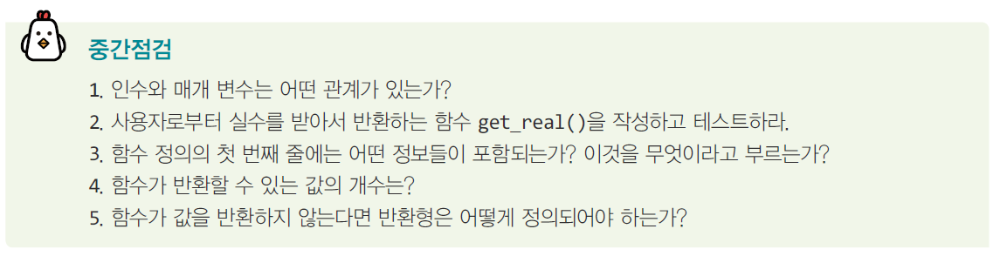 중간점검
1. 인수와 매개 변수는 어떤 관계가 있는가?
2. 사용자로부터 실수를 받아서 반환하는 함수 get_real()을 작성하고 테스트하라.
3. 함수 정의의 첫 번째 줄에는 어떤 정보들이 포함되는가? 이것을 무엇이라고 부르는가?
4. 함수가 반환할 수 있는 값의 개수는?
5. 함수가 값을 반환하지 않는다면 반환형은 어떻게 정의되어야 하는가?